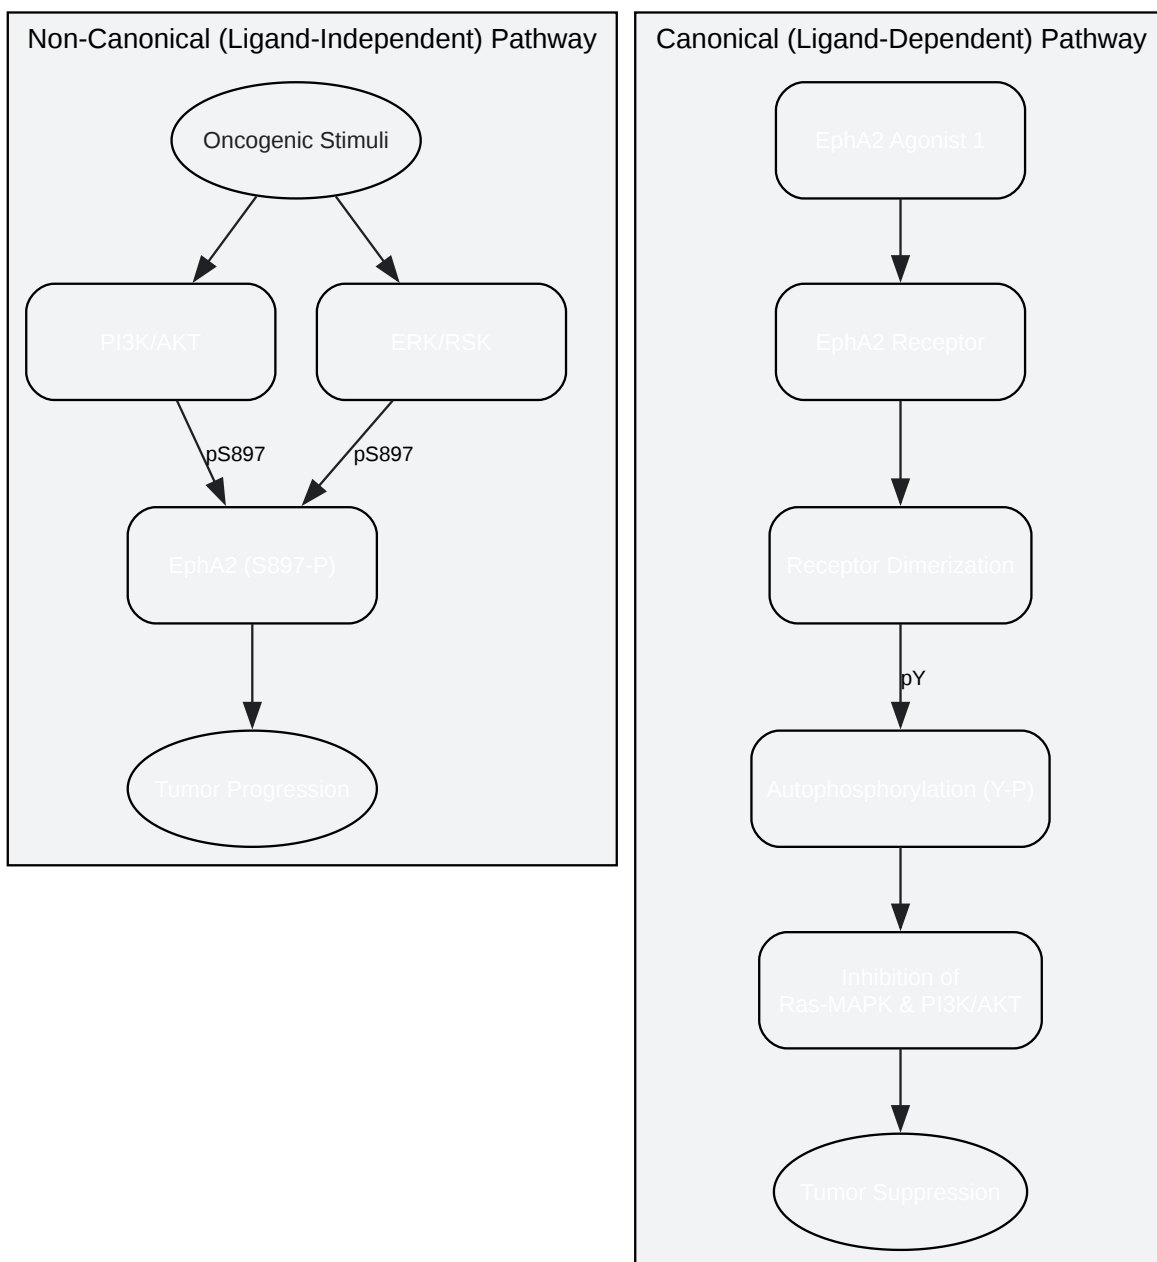 Non-Canonical (Ligand-Independent) Pathway
Oncogenic Stimuli
PI3K/AKT
ERK/RSK
pS897
pS897
EphA2 (S897-P)
Tumor Progression
Canonical (Ligand-Dependent) Pathway
EphA2 Agonist 1
EphA2 Receptor
Receptor Dimerization
pY
Autophosphorylation (Y-P)
Inhibition of
Ras-MAPK & PI3K/AKT
Tumor Suppression